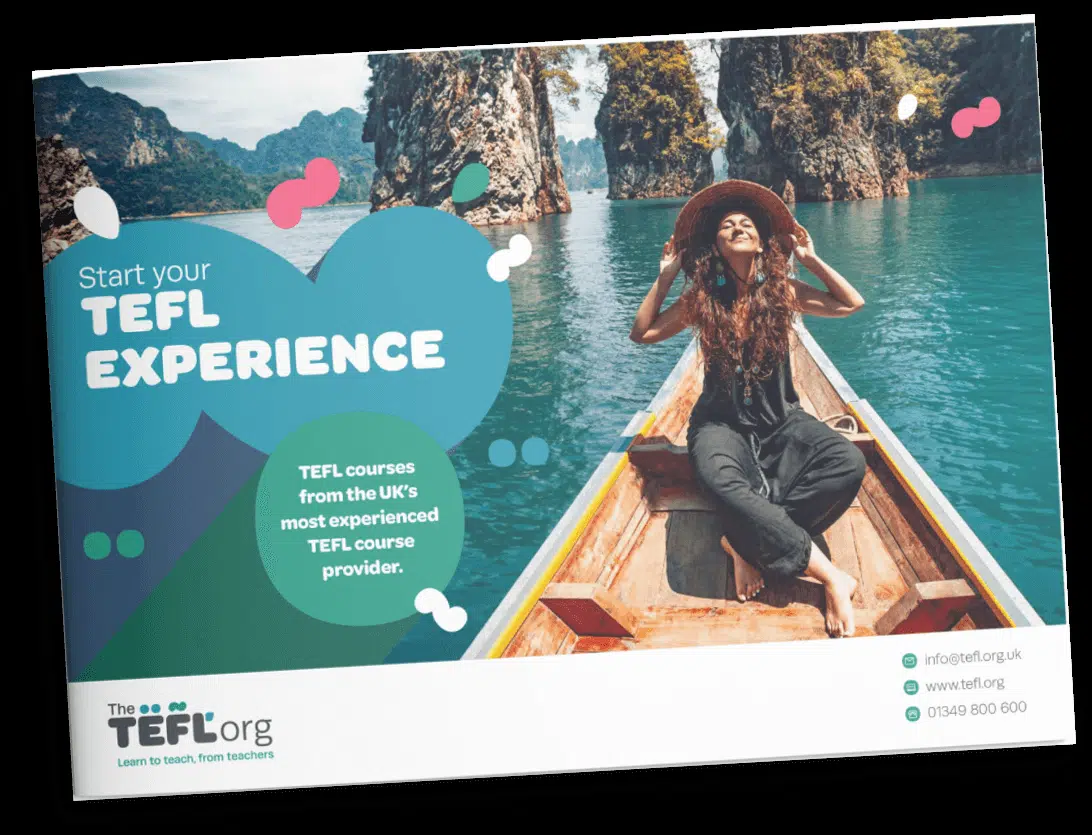 Start your
TEFL
EXPERIENCE
TEFL courses
from the UK's
most experienced
TEFL course
provider.
The
TEFL org
Learn to teach, from teachers
info@tefl.org.uk
www.tefl.org
01349 800 600